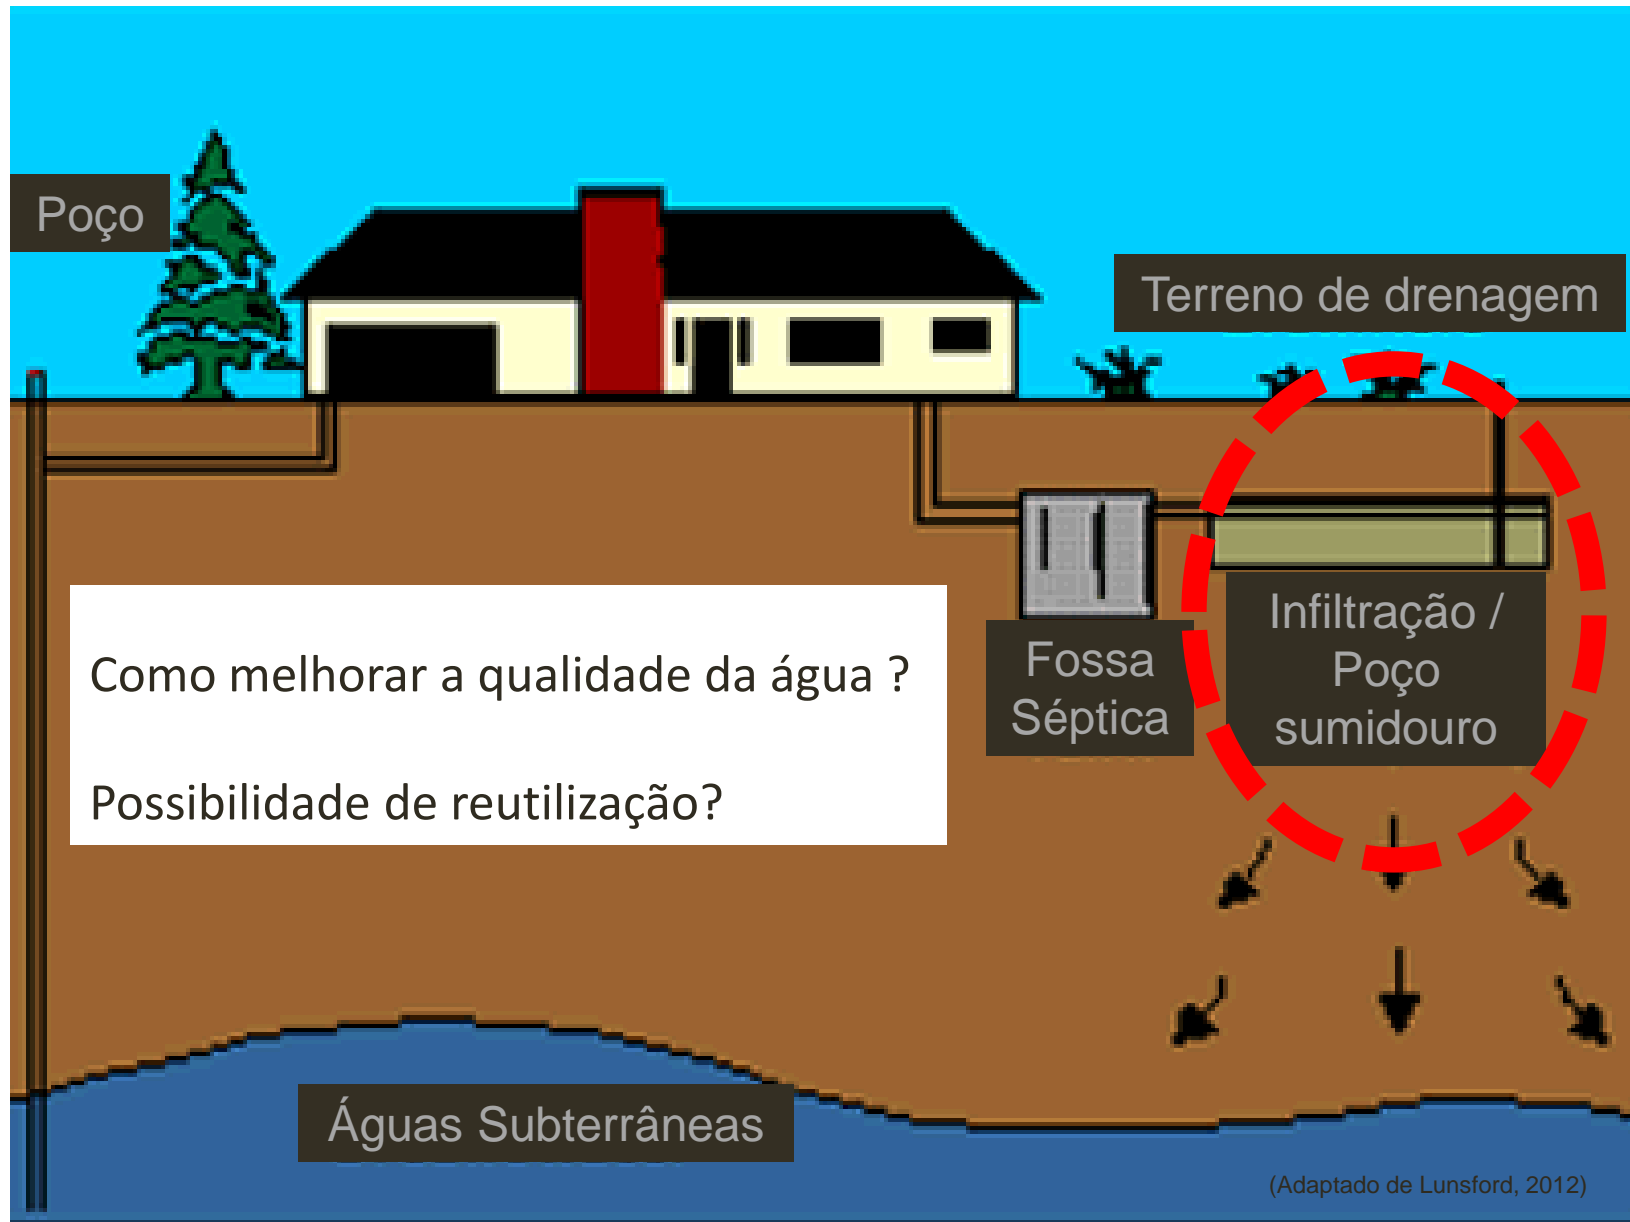 Poço
Terreno de drenagem
Como melhorar a qualidade da água ?
Possibilidade de reutilização?
Fossa
Séptica
Infiltração /
Poço
sumidouro
Águas Subterrâneas
(Adaptado de Lunsford, 2012)